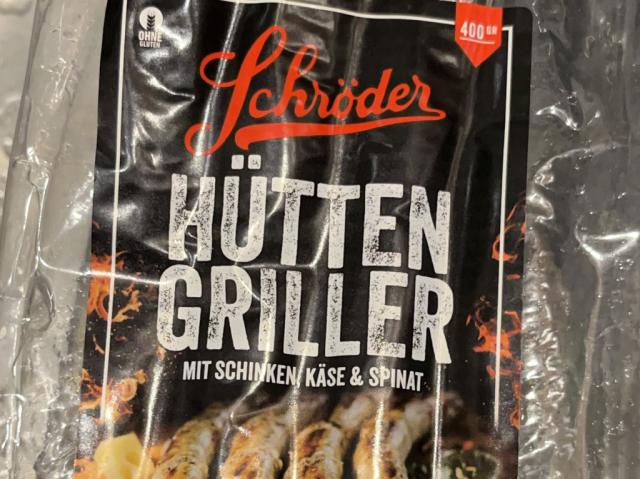 OHNE
GLUTEN
400 GR
Schröder
HÜTTEN
GRILLER
MIT SCHINKEN, KÄSE & SPINAT